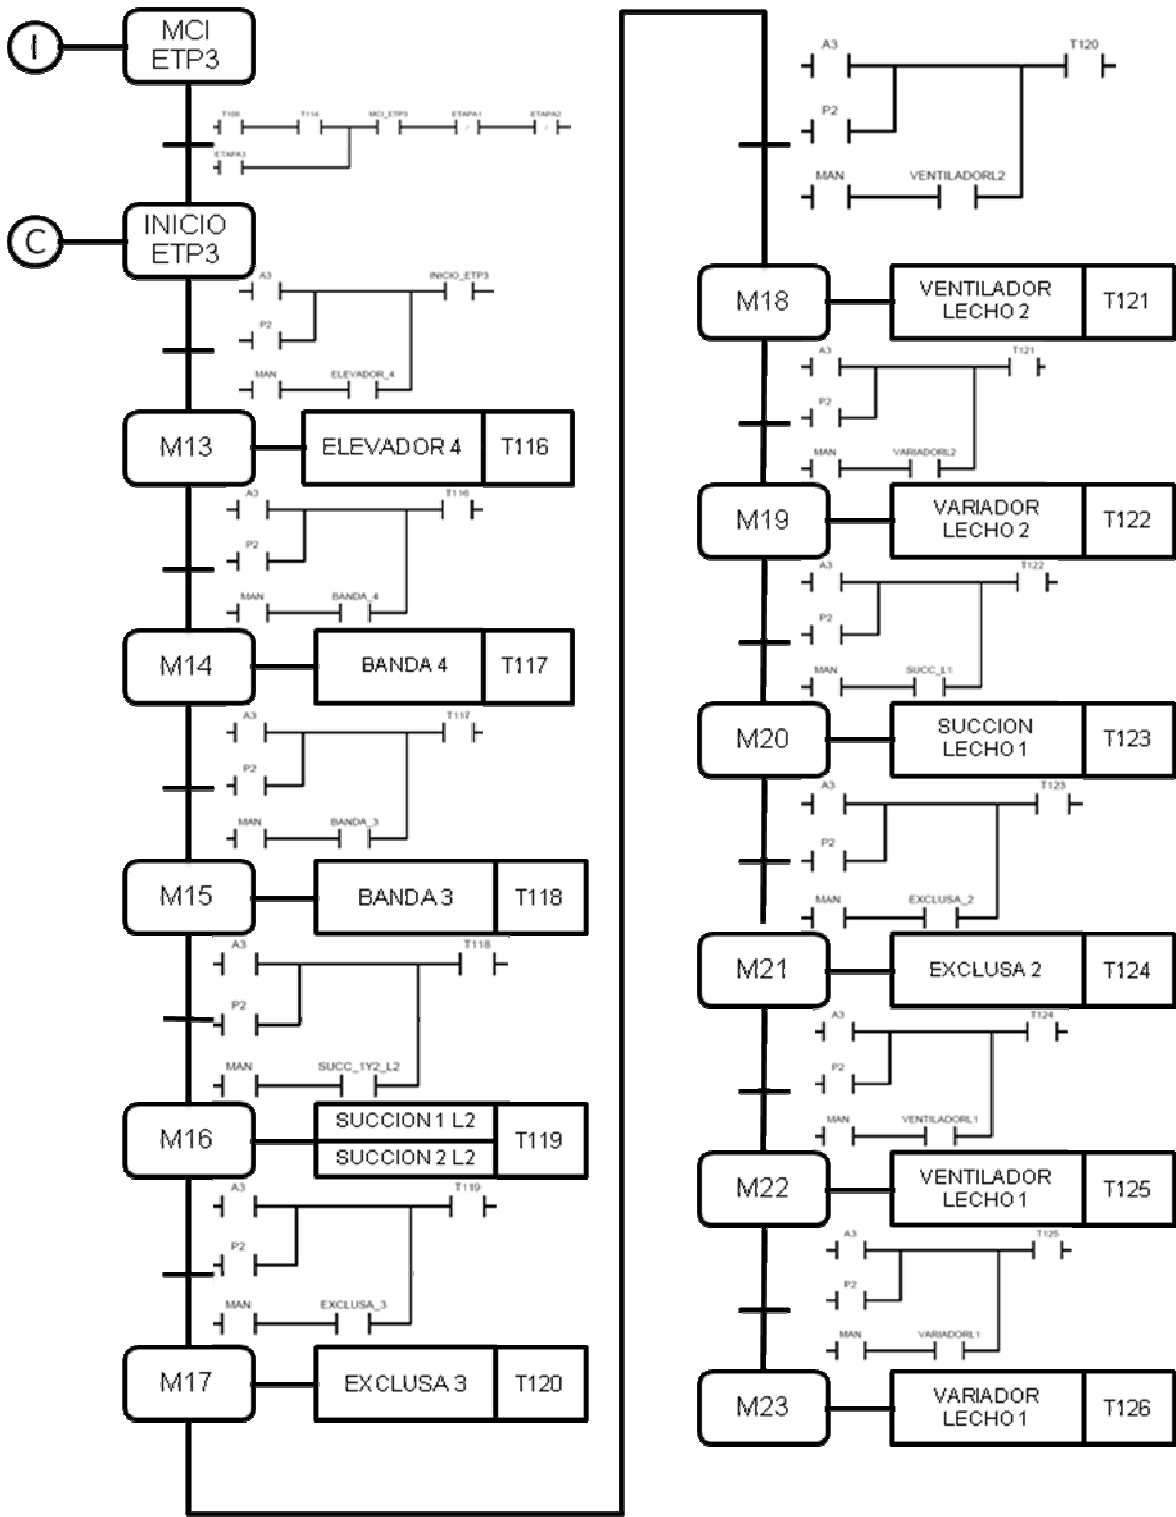 I
MCI
ETP3
T108 T114 MCI_ETP3 ETAPA1 ETAPA2
ETAPA3
C
INICIO
ETP3
A3 INICIO_ETP3
P2
MAN ELEVADOR_4
M13 ELEVADOR 4 T116
A3 T116
P2
MAN BANDA_4
M14 BANDA 4 T117
A3 T117
P2
MAN BANDA_3
M15 BANDA 3 T118
A3 T118
P2
MAN SUCC_1Y2_L2
M16
SUCCION 1 L2
SUCCION 2 L2
T119
A3 T119
P2
MAN EXCLUSA_3
M17 EXCLUSA 3 T120
A3 T120
P2
MAN VENTILADORL2
M18
VENTILADOR
LECHO 2
T121
A3 T121
P2
MAN VARIADORL2
M19
VARIADOR
LECHO 2
T122
A3 T122
P2
MAN SUCC_L1
M20
SUCCION
LECHO 1
T123
A3 T123
P2
MAN EXCLUSA_2
M21 EXCLUSA 2 T124
A3 T124
P2
MAN VENTILADORL1
M22
VENTILADOR
LECHO 1
T125
A3 T125
P2
MAN VARIADORL1
M23
VARIADOR
LECHO 1
T126